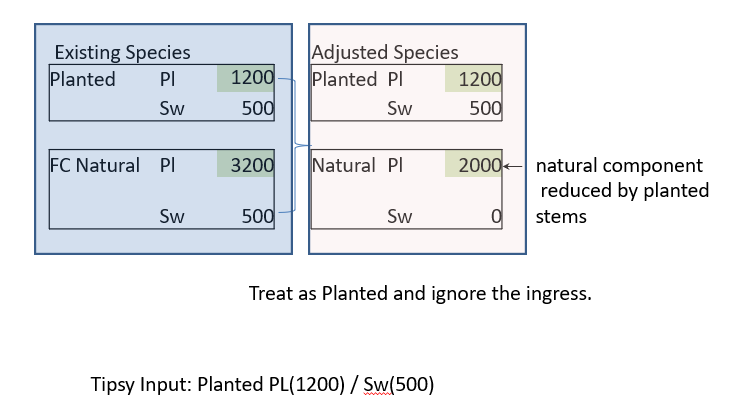 Existing Species
Planted Pl 1200
Sw 500
FC Natural Pl 3200
Sw 500
Adjusted Species
Planted Pl 1200
Sw 500
Natural Pl 2000
Sw 0
natural component
reduced by planted
stems
Treat as Planted and ignore the ingress.
Tipsy Input: Planted PL(1200) / Sw(500)